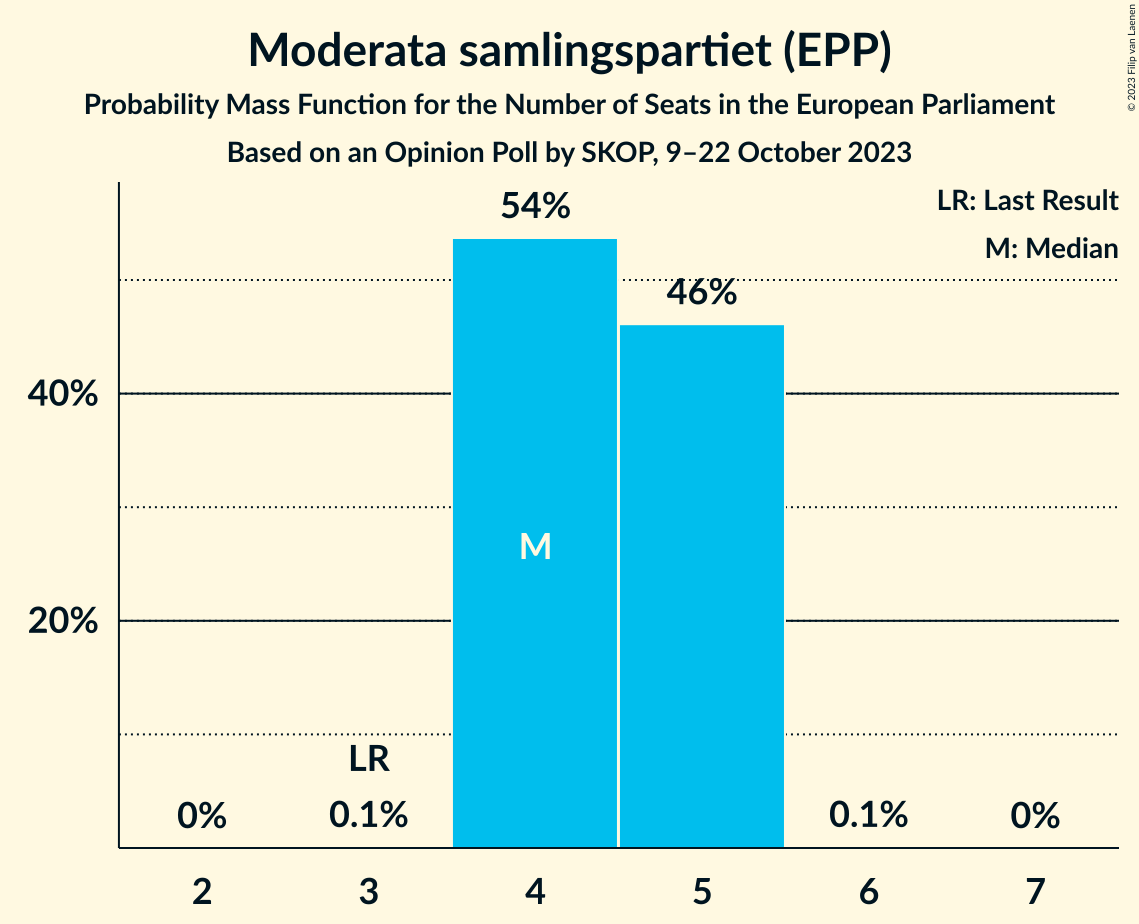 Moderata samlingspartiet (EPP)
Probability Mass Function for the Number of Seats in the European Parliament
Based on an Opinion Poll by SKOP, 9–22 October 2023
© 2023 Filip van Laenen
LR: Last Result
M: Median
54%
46%
40%
M
20%
LR
0%
0.1%
0.1%
0%
2
3
4
5
6
7